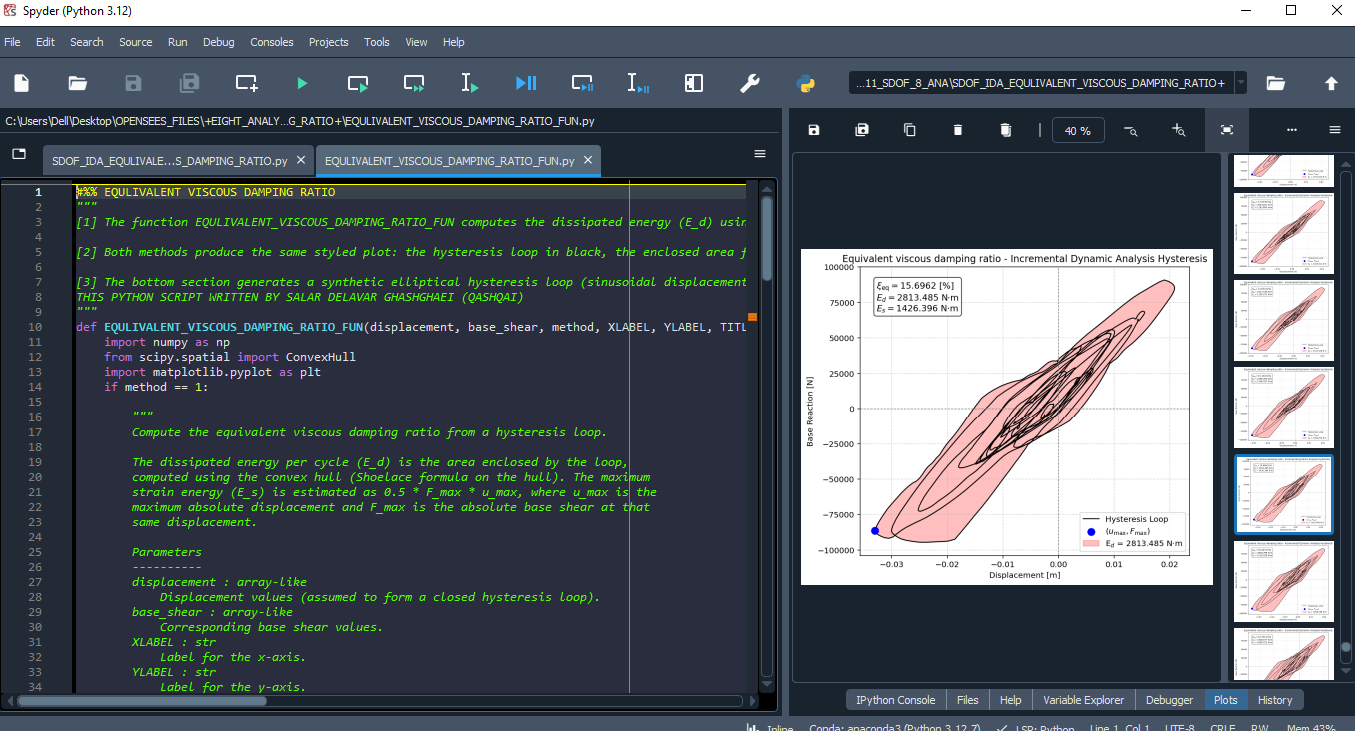 Spyder (Python 3.12)
File Edit Search Source Run Debug Consoles Projects Tools View Help
...11_SDOF_8_ANA\SDOF_IDA_EQULIVALENT_VISCOUS_DAMPING_RATIO+
C:\Users\Dell\Desktop\OPENSEES_FILES\+EIGHT_ANALY...G_RATIO+\EQULIVALENT_VISCOUS_DAMPING_RATIO_FUN.py
SDOF_IDA_EQULIVALE...S_DAMPING_RATIO.py
EQULIVALENT_VISCOUS_DAMPING_RATIO_FUN.py
40 %
1 #%% EQULIVALENT VISCOUS DAMPING RATIO
2 """
3 [1] The function EQULIVALENT_VISCOUS_DAMPING_RATIO_FUN computes the dissipated energy (E_d) usin
4
5 [2] Both methods produce the same styled plot: the hysteresis loop in black, the enclosed area f
6
7 [3] The bottom section generates a synthetic elliptical hysteresis loop (sinusoidal displacement
8 THIS PYTHON SCRIPT WRITTEN BY SALAR DELAVAR GHASHGHAEI (QASHQAI)
9 """
10 def EQULIVALENT_VISCOUS_DAMPING_RATIO_FUN(displacement, base_shear, method, XLABEL, YLABEL, TITL
11 import numpy as np
12 from scipy.spatial import ConvexHull
13 import matplotlib.pyplot as plt
14 if method == 1:
15
16 """
17 Compute the equivalent viscous damping ratio from a hysteresis loop.
18
19 The dissipated energy per cycle (E_d) is the area enclosed by the loop,
20 computed using the convex hull (Shoelace formula on the hull). The maximum
21 strain energy (E_s) is estimated as 0.5 * F_max * u_max, where u_max is the
22 maximum absolute displacement and F_max is the absolute base shear at that
23 same displacement.
24
25 Parameters
26 ----------
27 displacement : array-like
28 Displacement values (assumed to form a closed hysteresis loop).
29 base_shear : array-like
30 Corresponding base shear values.
31 XLABEL : str
32 Label for the x-axis.
33 YLABEL : str
34 Label for the y-axis.
Equivalent viscous damping ratio - Incremental Dynamic Analysis Hysteresis
ξeq = 15.6962 [%]
Ed = 2813.485 N·m
Es = 1426.396 N·m
100000
75000
50000
25000
0
−25000
−50000
−75000
−100000
Base Reaction [N]
−0.03 −0.02 −0.01 0.00 0.01 0.02
Displacement [m]
Hysteresis Loop
(umax, Fmax)
Ed = 2813.485 N·m
IPython Console Files Help Variable Explorer Debugger Plots History
Inline Conda: anaconda3 (Python 3.12.7) LSP: Python Line 1, Col 1 UTF-8 CRLF RW Mem 43%